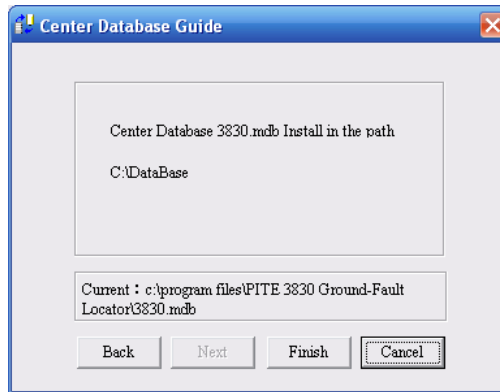 Center Database Guide
Center Database 3830.mdb Install in the path
C:\DataBase
Current：c:\program files\PITE 3830 Ground-Fault
Locator\3830.mdb
Back Next Finish Cancel